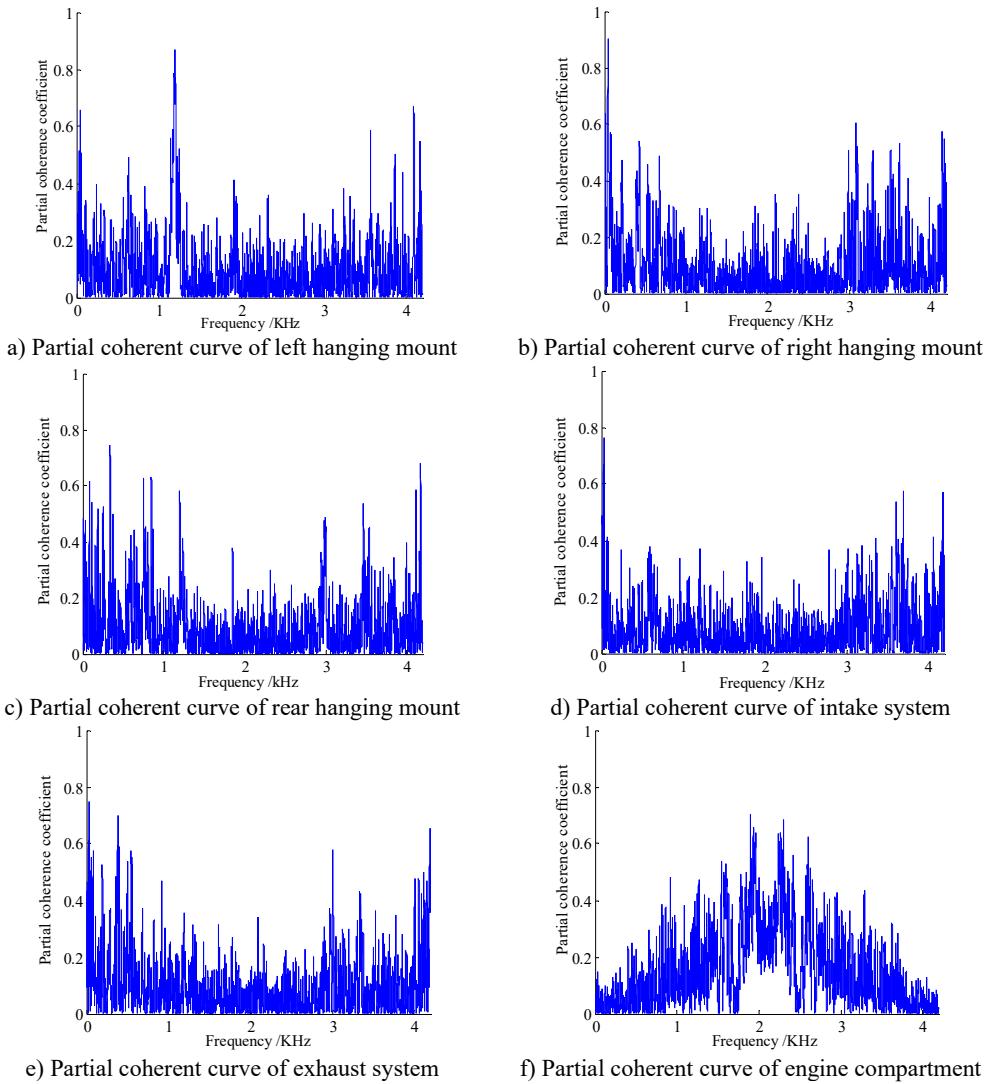 1
0.8
0.6
0.4
0.2
0
Partial coherence coefficient
0 1 2 3 4
Frequency /KHz
a) Partial coherent curve of left hanging mount
1
0.8
0.6
0.4
0.2
0
Partial coherence coefficient
0 1 2 3 4
Frequency /KHz
b) Partial coherent curve of right hanging mount
1
0.8
0.6
0.4
0.2
0
Partial coherence coefficient
0 1 2 3 4
Frequency /kHz
c) Partial coherent curve of rear hanging mount
1
0.8
0.6
0.4
0.2
0
Partial coherence coefficient
0 1 2 3 4
Frequency /KHz
d) Partial coherent curve of intake system
1
0.8
0.6
0.4
0.2
0
Partial coherence coefficient
0 1 2 3 4
Frequency /KHz
e) Partial coherent curve of exhaust system
1
0.8
0.6
0.4
0.2
0
Partial coherence coefficient
0 1 2 3 4
Frequency /KHz
f) Partial coherent curve of engine compartment